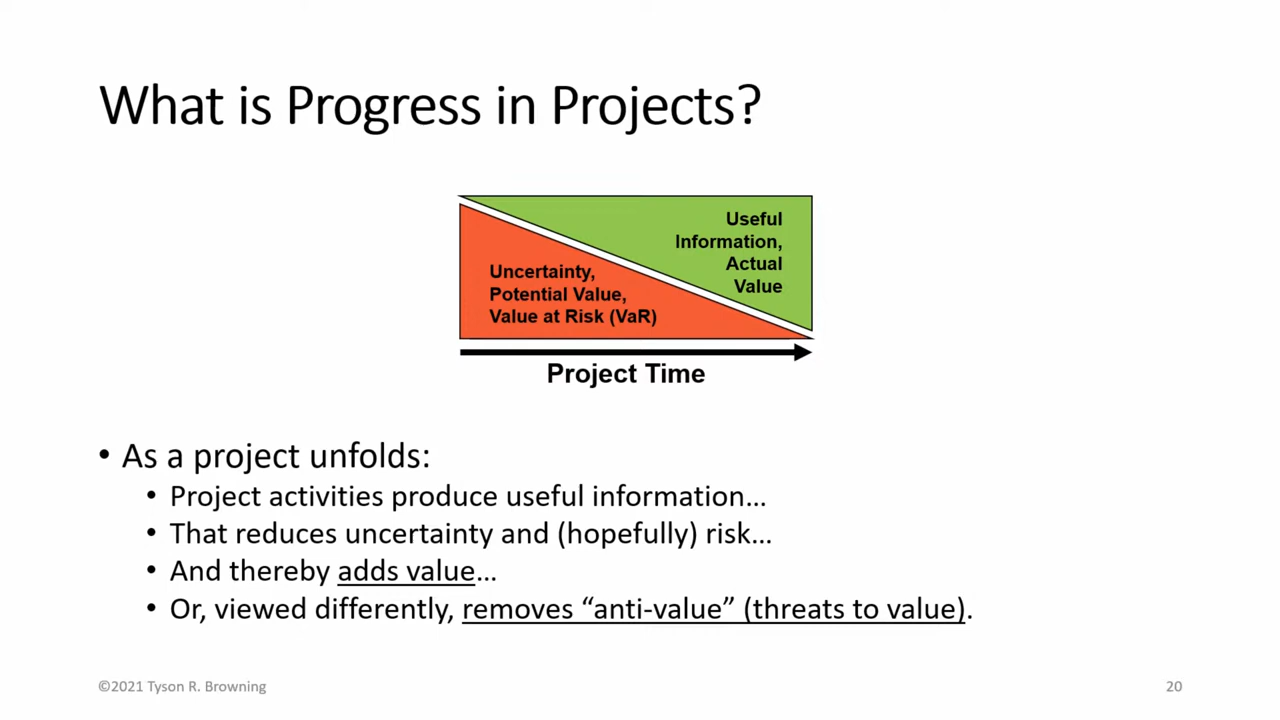 What is Progress in Projects?
Useful
Information,
Actual
Value
Uncertainty,
Potential Value,
Value at Risk (VaR)
Project Time
• As a project unfolds:
• Project activities produce useful information…
• That reduces uncertainty and (hopefully) risk…
• And thereby adds value…
• Or, viewed differently, removes “anti-value” (threats to value).
©2021 Tyson R. Browning
20